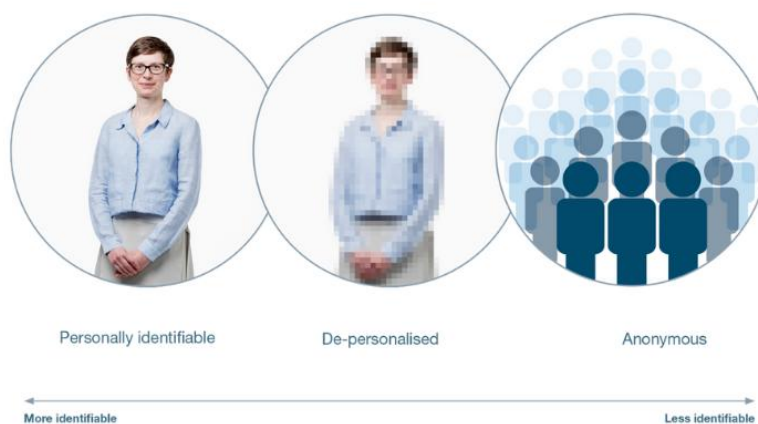 Personally identifiable
De-personalised
Anonymous
More identifiable
Less identifiable